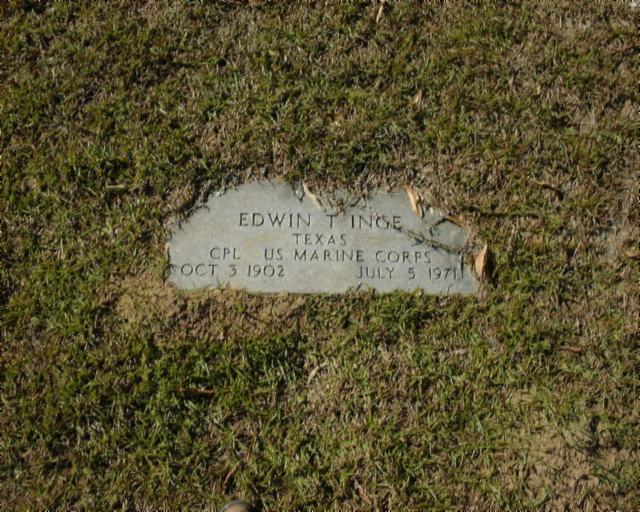 EDWIN T INGE
TEXAS
CPL US MARINE CORPS
OCT 3 1902 JULY 5 1971